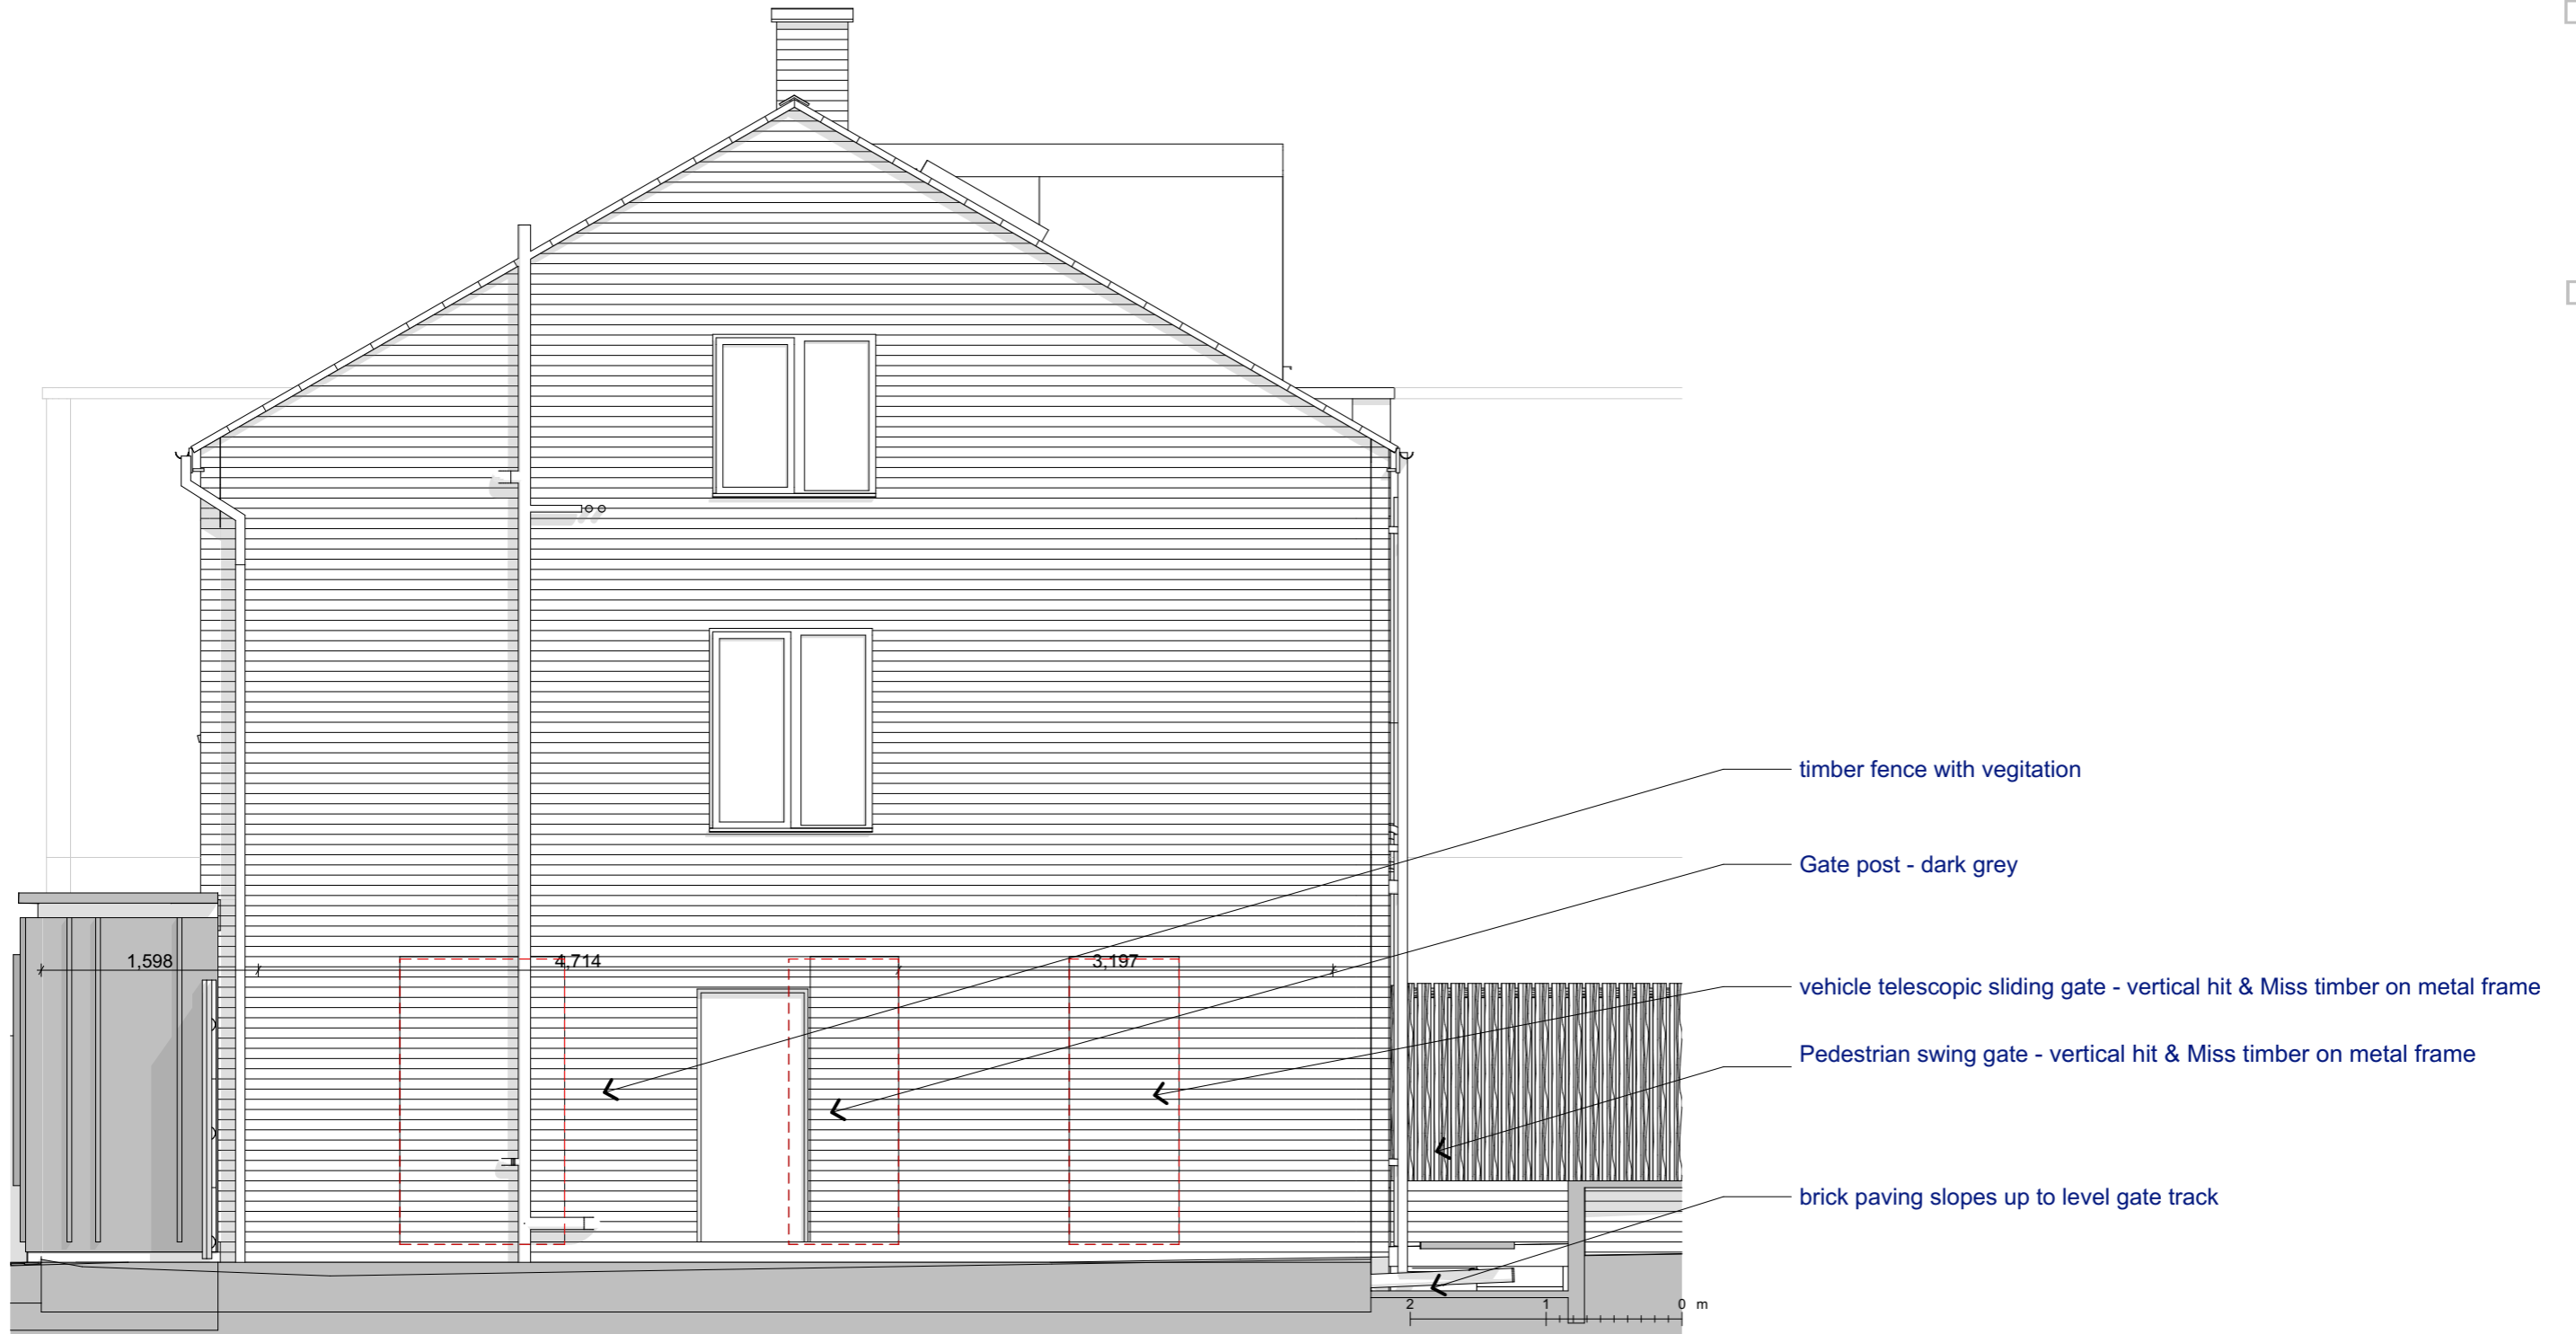 timber fence with vegitation
Gate post - dark grey
1,598
4,714
3,197
vehicle telescopic sliding gate - vertical hit & Miss timber on metal frame
Pedestrian swing gate - vertical hit & Miss timber on metal frame
brick paving slopes up to level gate track
2 1 0 m